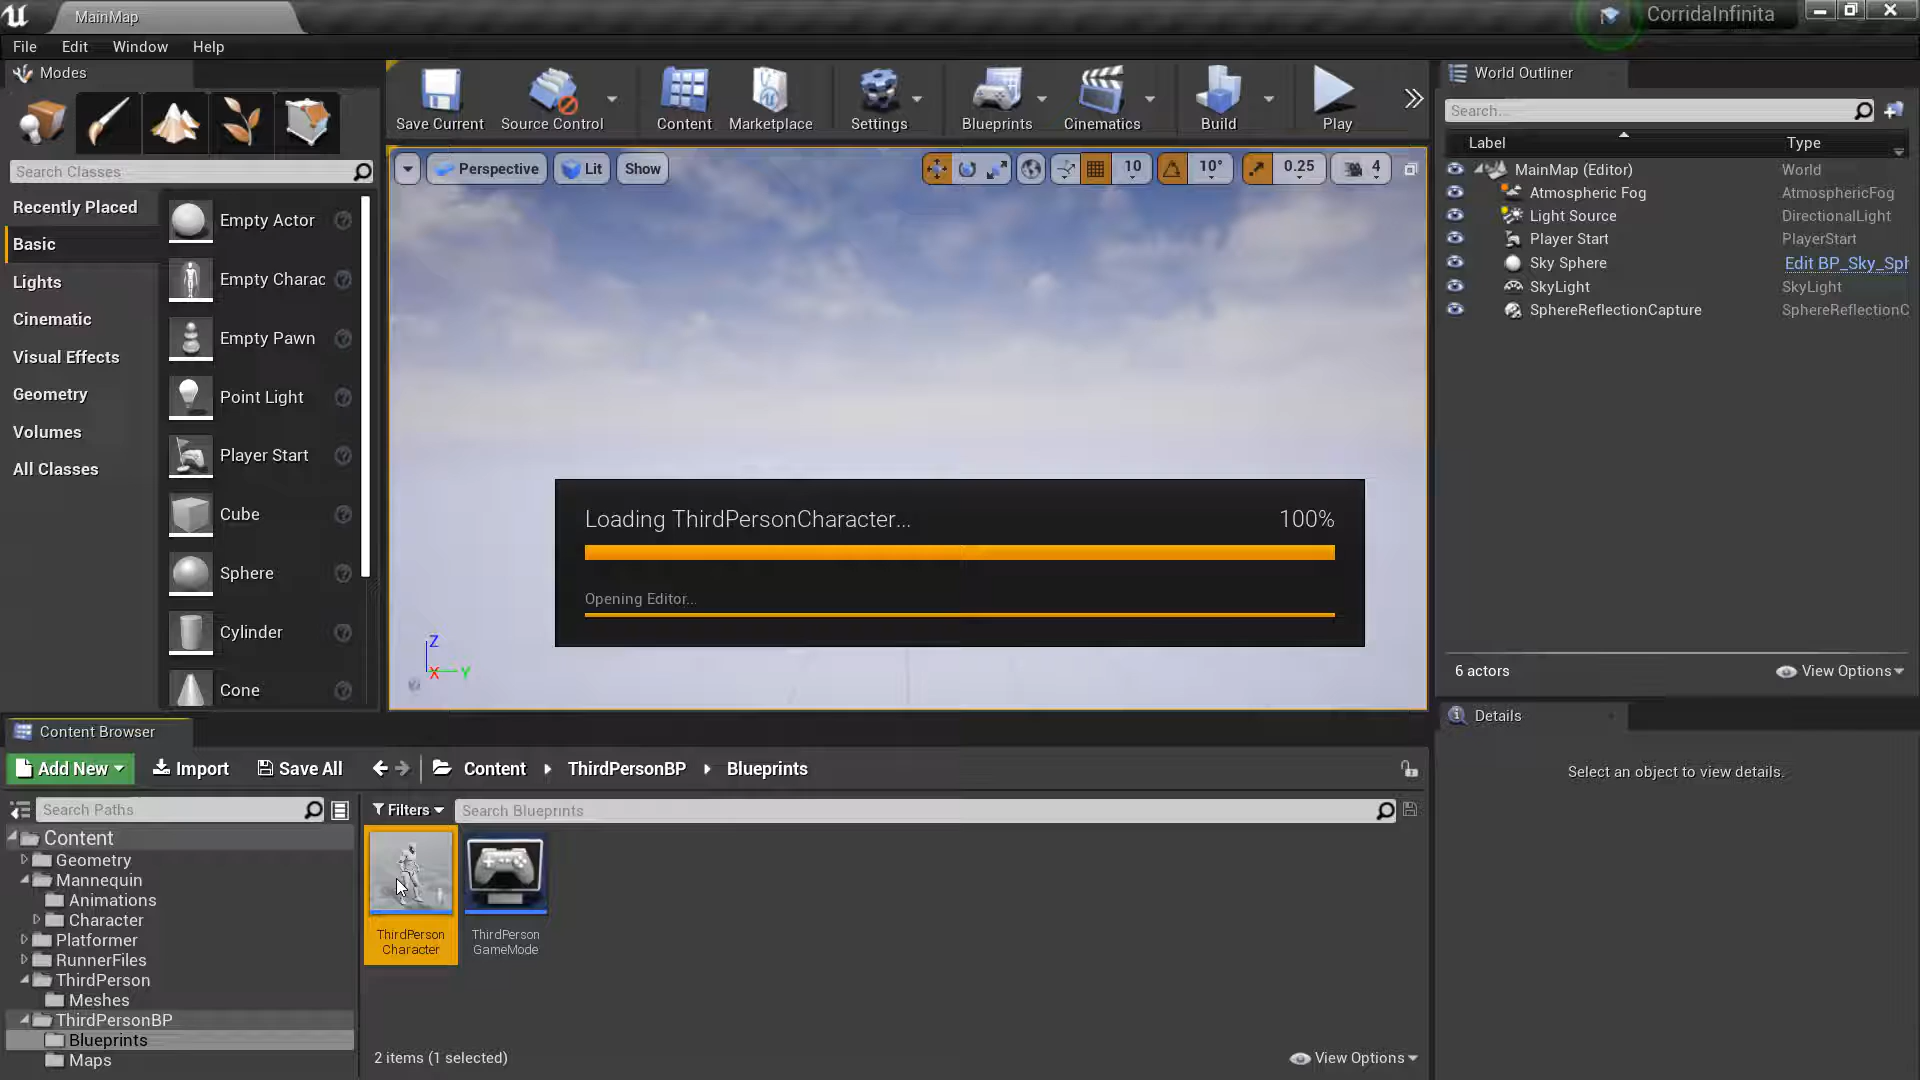 MainMap
CorridaInfinita
File Edit Window Help
Modes
Search Classes
Recently Placed
Basic
Lights
Cinematic
Visual Effects
Geometry
Volumes
All Classes
Empty Actor
Empty Charac
Empty Pawn
Point Light
Player Start
Cube
Sphere
Cylinder
Cone
Save Current
Source Control
Content
Marketplace
Settings
Blueprints
Cinematics
Build
Play
Perspective
Lit
Show
10
10°
0.25
4
Loading ThirdPersonCharacter... 100%
Opening Editor...
Z
X
Y
World Outliner
Search...
Label Type
MainMap (Editor) World
Atmospheric Fog AtmosphericFog
Light Source DirectionalLight
Player Start PlayerStart
Sky Sphere Edit BP_Sky_Sph
SkyLight SkyLight
SphereReflectionCapture SphereReflectionC
6 actors View Options
Details
Select an object to view details.
Content Browser
Add New Import Save All Content ThirdPersonBP Blueprints
Search Paths
Filters Search Blueprints
Content
Geometry
Mannequin
Animations
Character
Platformer
RunnerFiles
ThirdPerson
Meshes
ThirdPersonBP
Blueprints
Maps
ThirdPerson
Character
ThirdPerson
GameMode
2 items (1 selected) View Options